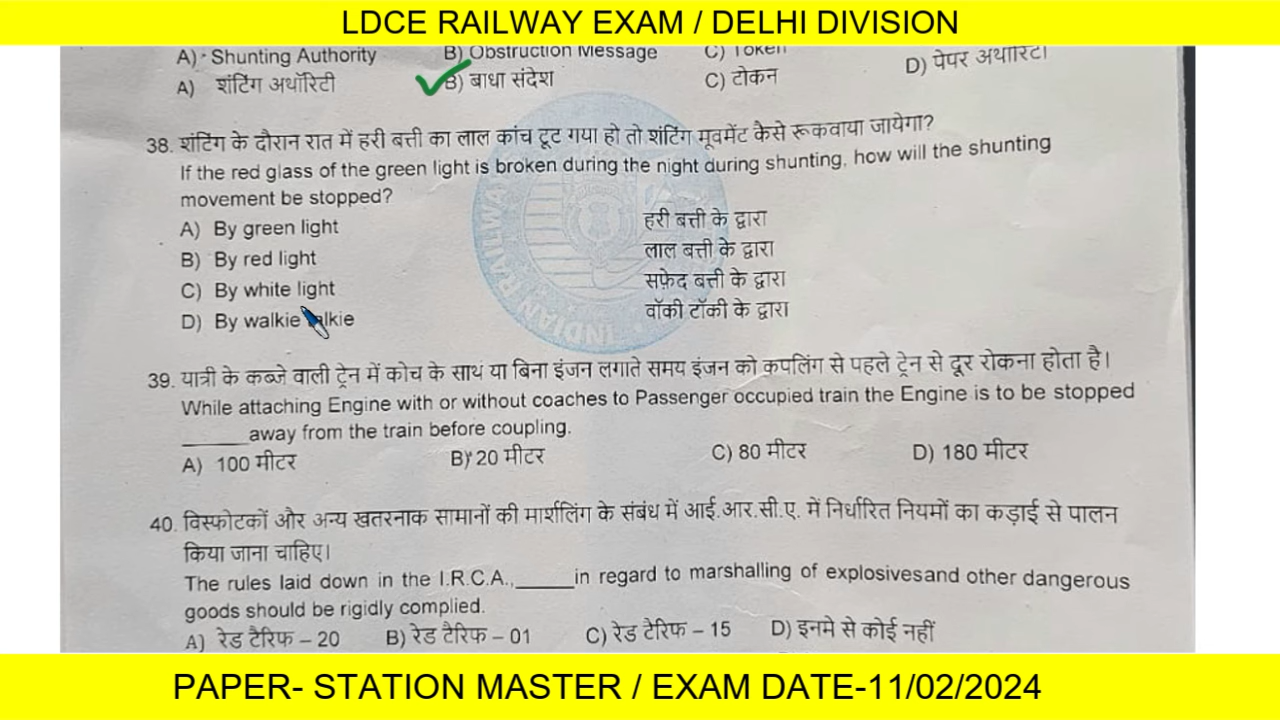 LDCE RAILWAY EXAM / DELHI DIVISION
A) Shunting Authority B) Obstruction Message C) Token
A) शंटिंग अथॉरिटी B) बाधा संदेश C) टोकन D) पेपर अथॉरिटी
38. शंटिंग के दौरान रात में हरी बत्ती का लाल कांच टूट गया हो तो शंटिंग मूवमेंट कैसे रूकवाया जायेगा?
If the red glass of the green light is broken during the night during shunting, how will the shunting
movement be stopped?
A) By green light हरी बत्ती के द्वारा
B) By red light लाल बत्ती के द्वारा
C) By white light सफ़ेद बत्ती के द्वारा
D) By walkie talkie वॉकी टॉकी के द्वारा
39. यात्री के कब्जे वाली ट्रेन में कोच के साथ या बिना इंजन लगाते समय इंजन को कपलिंग से पहले ट्रेन से दूर रोकना होता है।
While attaching Engine with or without coaches to Passenger occupied train the Engine is to be stopped
______ away from the train before coupling.
A) 100 मीटर B) 20 मीटर C) 80 मीटर D) 180 मीटर
40. विस्फोटकों और अन्य खतरनाक सामानों की मार्शलिंग के संबंध में आई.आर.सी.ए. में निर्धारित नियमों का कड़ाई से पालन
किया जाना चाहिए।
The rules laid down in the I.R.C.A.,_____in regard to marshalling of explosivesand other dangerous
goods should be rigidly complied.
A) रेड टैरिफ – 20 B) रेड टैरिफ – 01 C) रेड टैरिफ – 15 D) इनमे से कोई नहीं
INDIAN RAILWAY
PAPER- STATION MASTER / EXAM DATE-11/02/2024